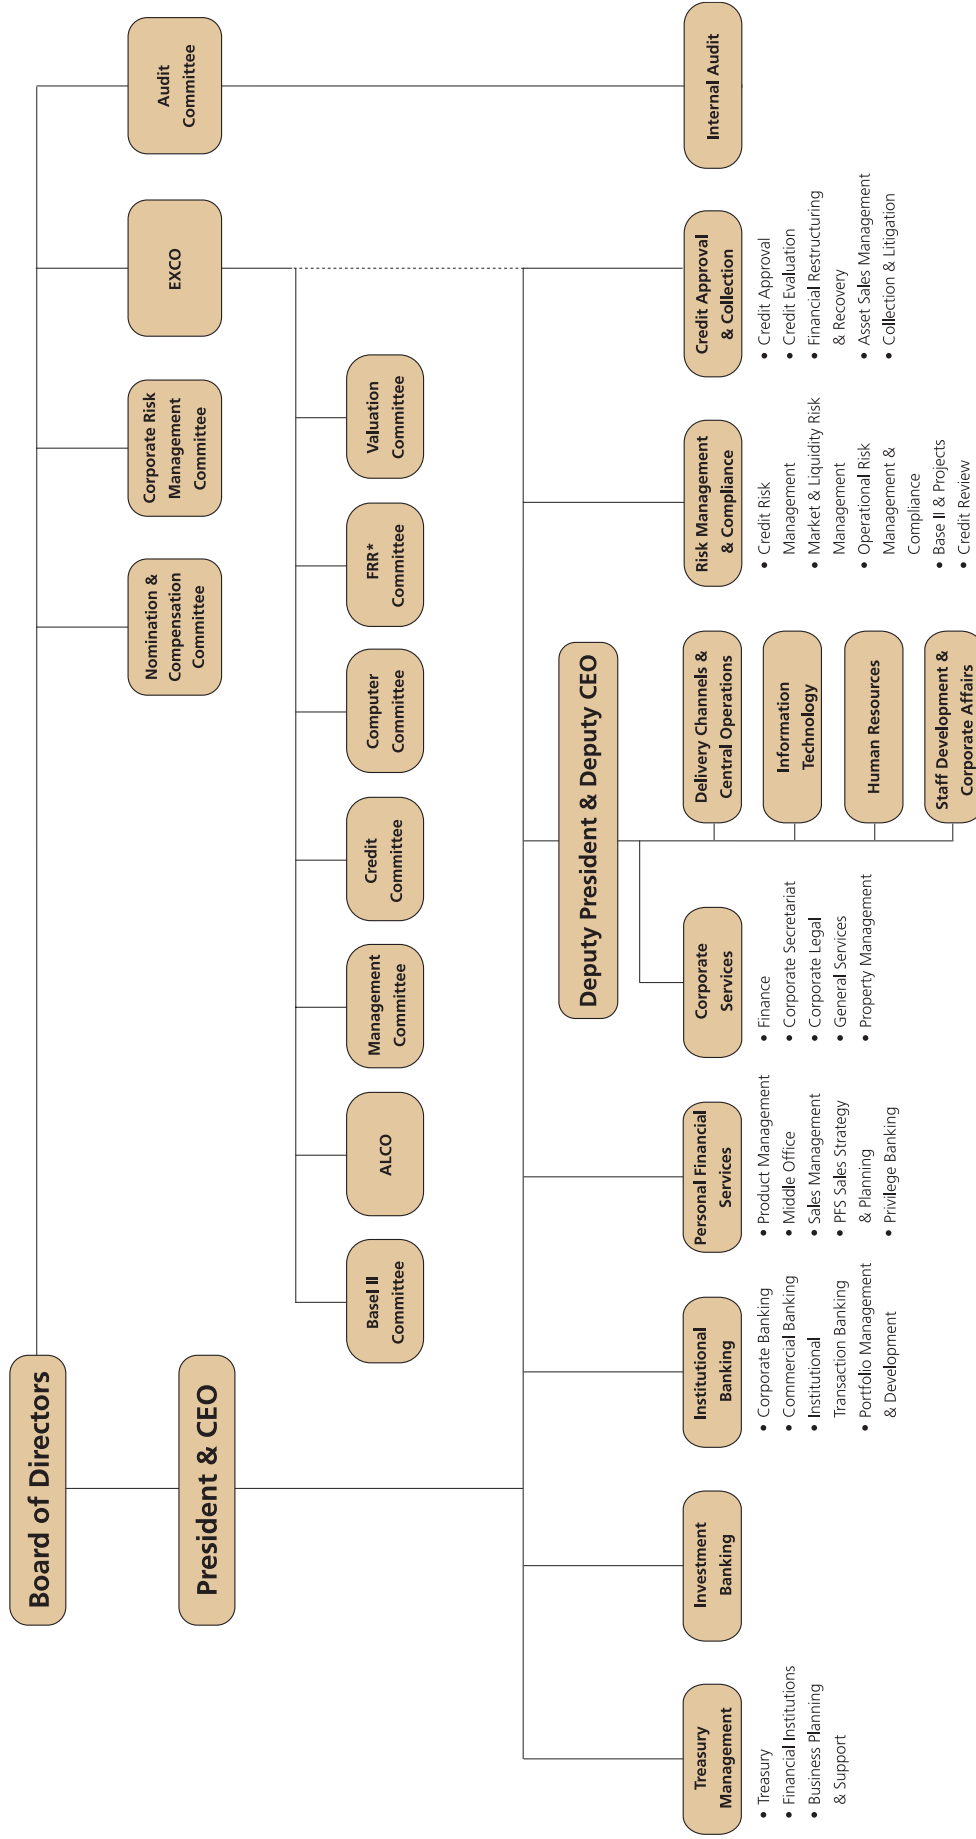 Board of Directors
President & CEO
Nomination &
Compensation
Committee
Corporate Risk
Management
Committee
EXCO
Audit
Committee
Basel II
Committee
ALCO
Management
Committee
Credit
Committee
Computer
Committee
FRR*
Committee
Valuation
Committee
Deputy President & Deputy CEO
Treasury
Management
• Treasury
• Financial Institutions
• Business Planning
& Support
Investment
Banking
Institutional
Banking
• Corporate Banking
• Commercial Banking
• Institutional
Transaction Banking
• Portfolio Management
& Development
Personal Financial
Services
• Product Management
• Middle Office
• Sales Management
• PFS Sales Strategy
& Planning
• Privilege Banking
Corporate
Services
• Finance
• Corporate Secretariat
• Corporate Legal
• General Services
• Property Management
Delivery Channels &
Central Operations
Information
Technology
Human Resources
Staff Development &
Corporate Affairs
Risk Management
& Compliance
• Credit Risk
Management
• Market & Liquidity Risk
Management
• Operational Risk
Management &
Compliance
• Base II & Projects
• Credit Review
Credit Approval
& Collection
• Credit Approval
• Credit Evaluation
• Financial Restructuring
& Recovery
• Asset Sales Management
• Collection & Litigation
Internal Audit